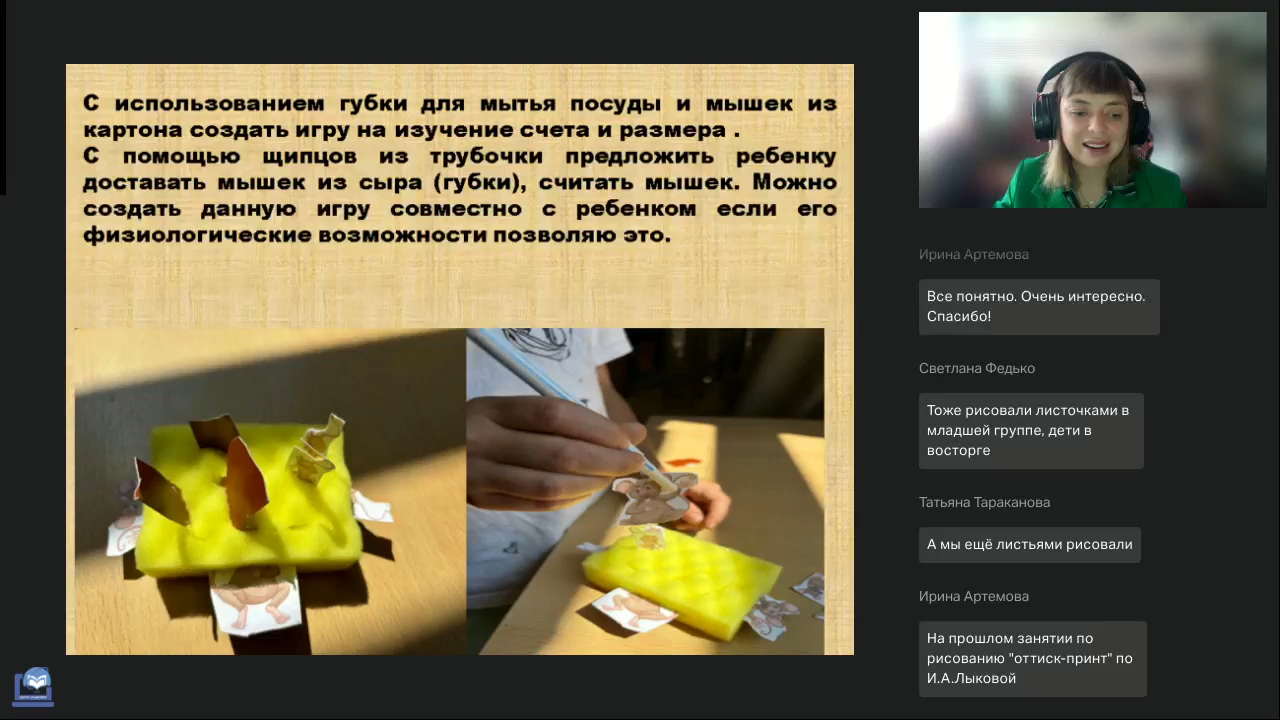 С использованием губки для мытья посуды и мышек из
картона создать игру на изучение счета и размера .
С помощью щипцов из трубочки предложить ребенку
доставать мышек из сыра (губки), считать мышек. Можно
создать данную игру совместно с ребенком если его
физиологические возможности позволяю это.
Ирина Артемова
Все понятно. Очень интересно.
Спасибо!
Светлана Федько
Тоже рисовали листочками в
младшей группе, дети в
восторге
Татьяна Тараканова
А мы ещё листьями рисовали
Ирина Артемова
На прошлом занятии по
рисованию "оттиск-принт" по
И.А.Лыковой